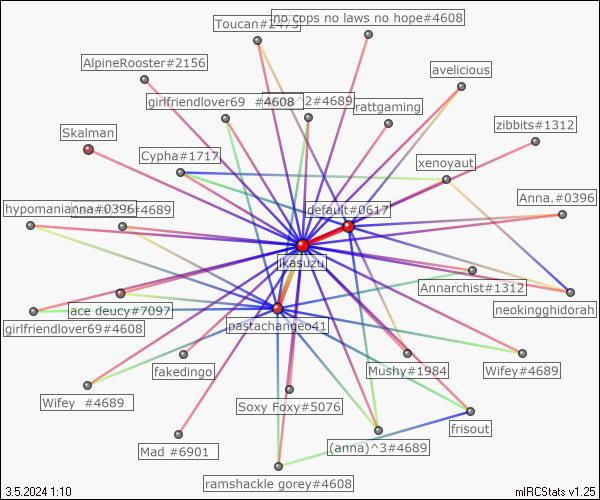 Toucan#2473
no cops no laws no hope#4608
AlpineRooster*2156
avelicious
girlfriendlover69 #4608
^2#4689
rattgaming
zibbits#1312
Skalman
Cypha#1717
xenoyaut
Anna.#0396
hypomanianna#0396
#4689
default#0617
ikasuzu
Annarchist#1312
neokingghidorah
ace deucy#7097
girlfriendlover69#4608
pastachangeo41
fakedingo
Mushy#1984
Wifey#4689
Wifey #4689
Soxy Foxy#5076
frisout
Mad #6901
(anna)^3#4689
ramshackle gorey#4608
3.5.2024 1:10
mIRCStats v1.25